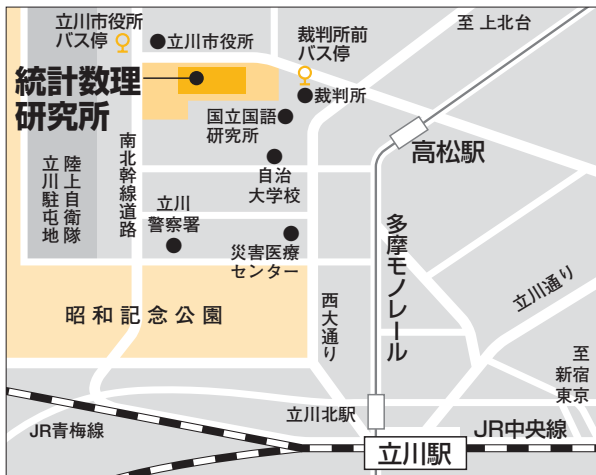 立川市役所
バス停
立川市役所
裁判所前
バス停
至 上北台
統計数理
研究所
裁判所
国立国語
研究所
高松駅
自治
大学校
南北幹線道路
陸上自衛隊
立川駐屯地
立川
警察署
災害医療
センター
多摩モノレール
立川通り
昭和記念公園
西大通り
至
新宿
東京
立川北駅
JR青梅線
立川駅
JR中央線